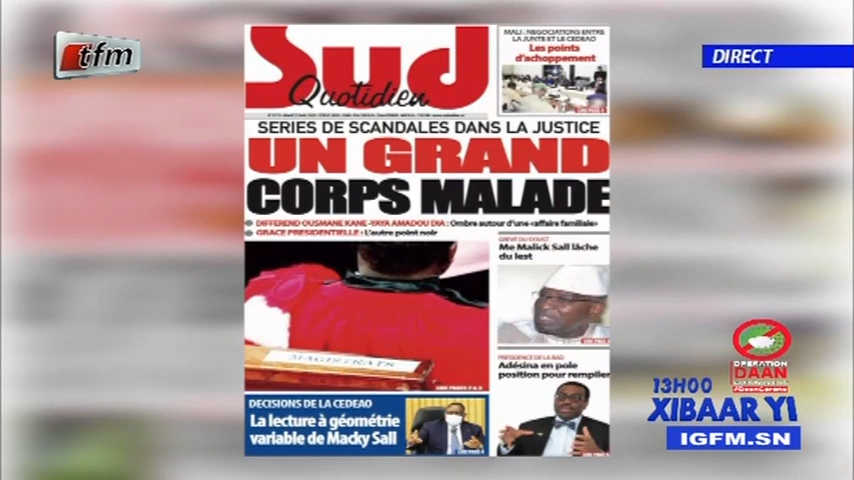 tfm
DIRECT
Sud
Quotidien
MALI : NEGOCIATIONS ENTRE
LA JUNTE ET LE CEDEAO
Les points
d'achoppement
SERIES DE SCANDALES DANS LA JUSTICE
UN GRAND
CORPS MALADE
DIFFEREND OUSMANE KANE -YAYA AMADOU DIA : Ombre autour d'une «affaire familiale»
GRACE PRESIDENTIELLE : L'autre point noir
MAGISTRATS
GREVE DU
Me Malick Sall lâche
du lest
PRESIDENCE DE LA BAD
Adésina en pole
position pour rempiler
DECISIONS DE LA CEDEAO
La lecture à géométrie
variable de Macky Sall
OPERATION
DAAN
13H00
XIBAAR YI
IGFM.SN